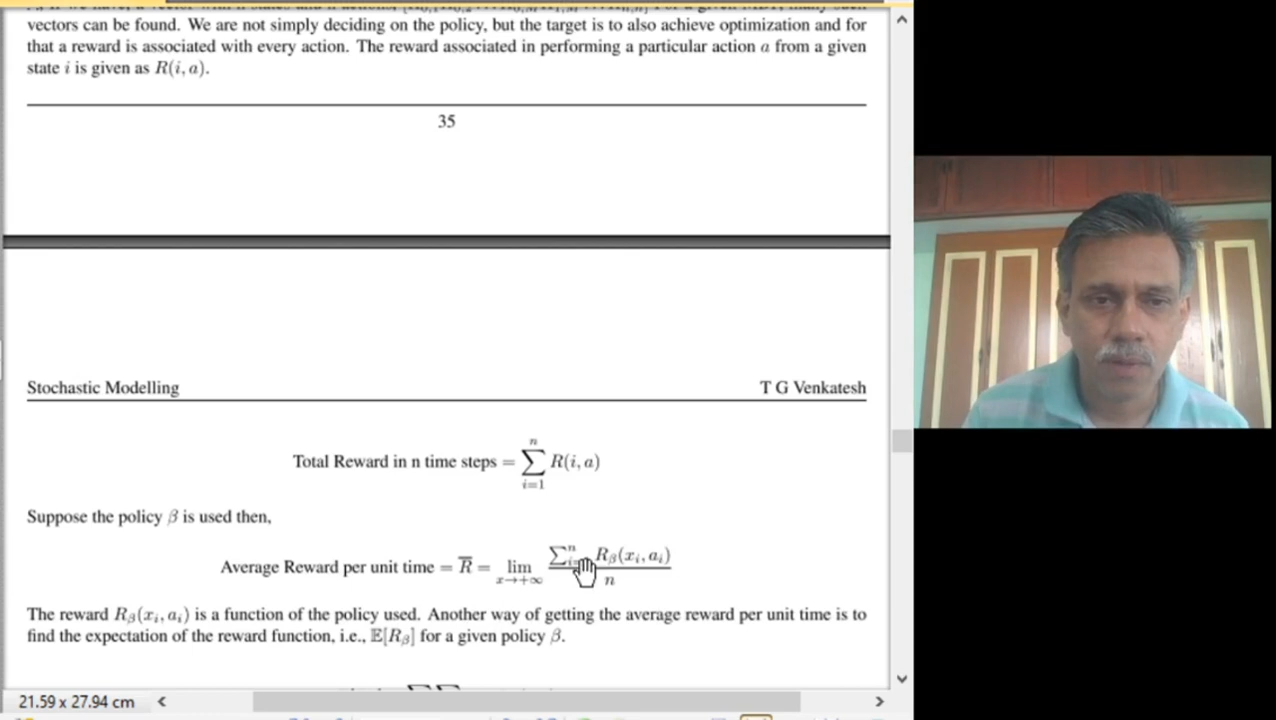 vectors can be found. We are not simply deciding on the policy, but the target is to also achieve optimization and for
that a reward is associated with every action. The reward associated in performing a particular action a from a given
state i is given as R(i, a).
35
Stochastic Modelling T G Venkatesh
Total Reward in n time steps = ∑_{i=1}^{n} R(i, a)
Suppose the policy β is used then,
Average Reward per unit time = R̅ = lim_{x→+∞} ∑^{n} R_β(x_i, a_i) / n
The reward R_β(x_i, a_i) is a function of the policy used. Another way of getting the average reward per unit time is to
find the expectation of the reward function, i.e., 𝔼[R_β] for a given policy β.
21.59 x 27.94 cm